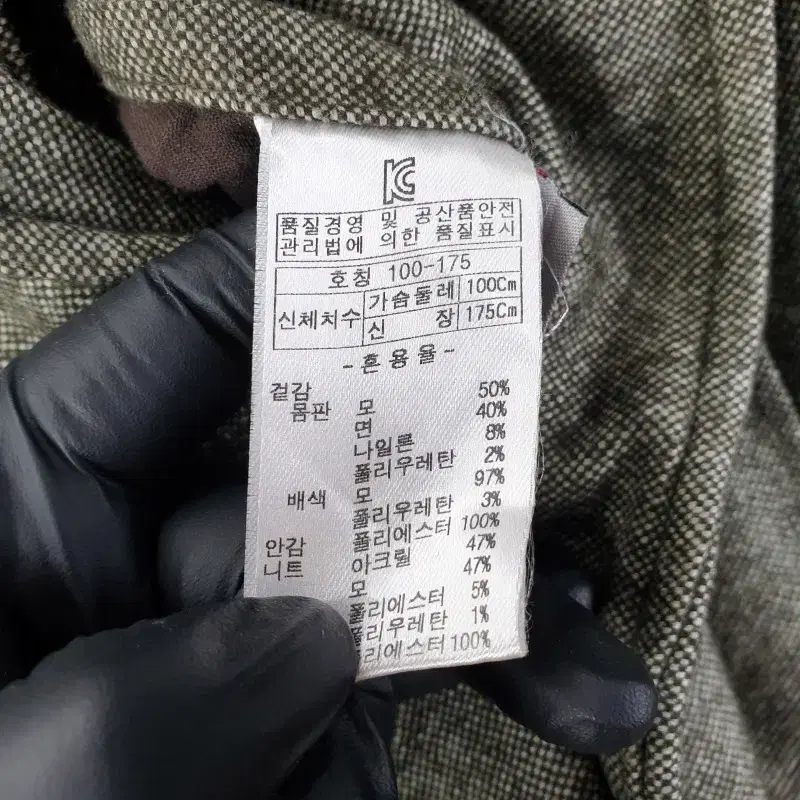 KC
품질경영 및 공산품안전
관리법에 의한 품질표시
호칭 100-175
신체치수 가슴둘레 100Cm
신 장 175Cm
-혼용율-
겉감
몸판 모 50%
면 40%
나일론 8%
폴리우레탄 2%
배색 모 97%
폴리우레탄 3%
안감 폴리에스터 100%
니트 아크릴 47%
모 47%
폴리에스터 5%
폴리우레탄 1%
리에스터 100%